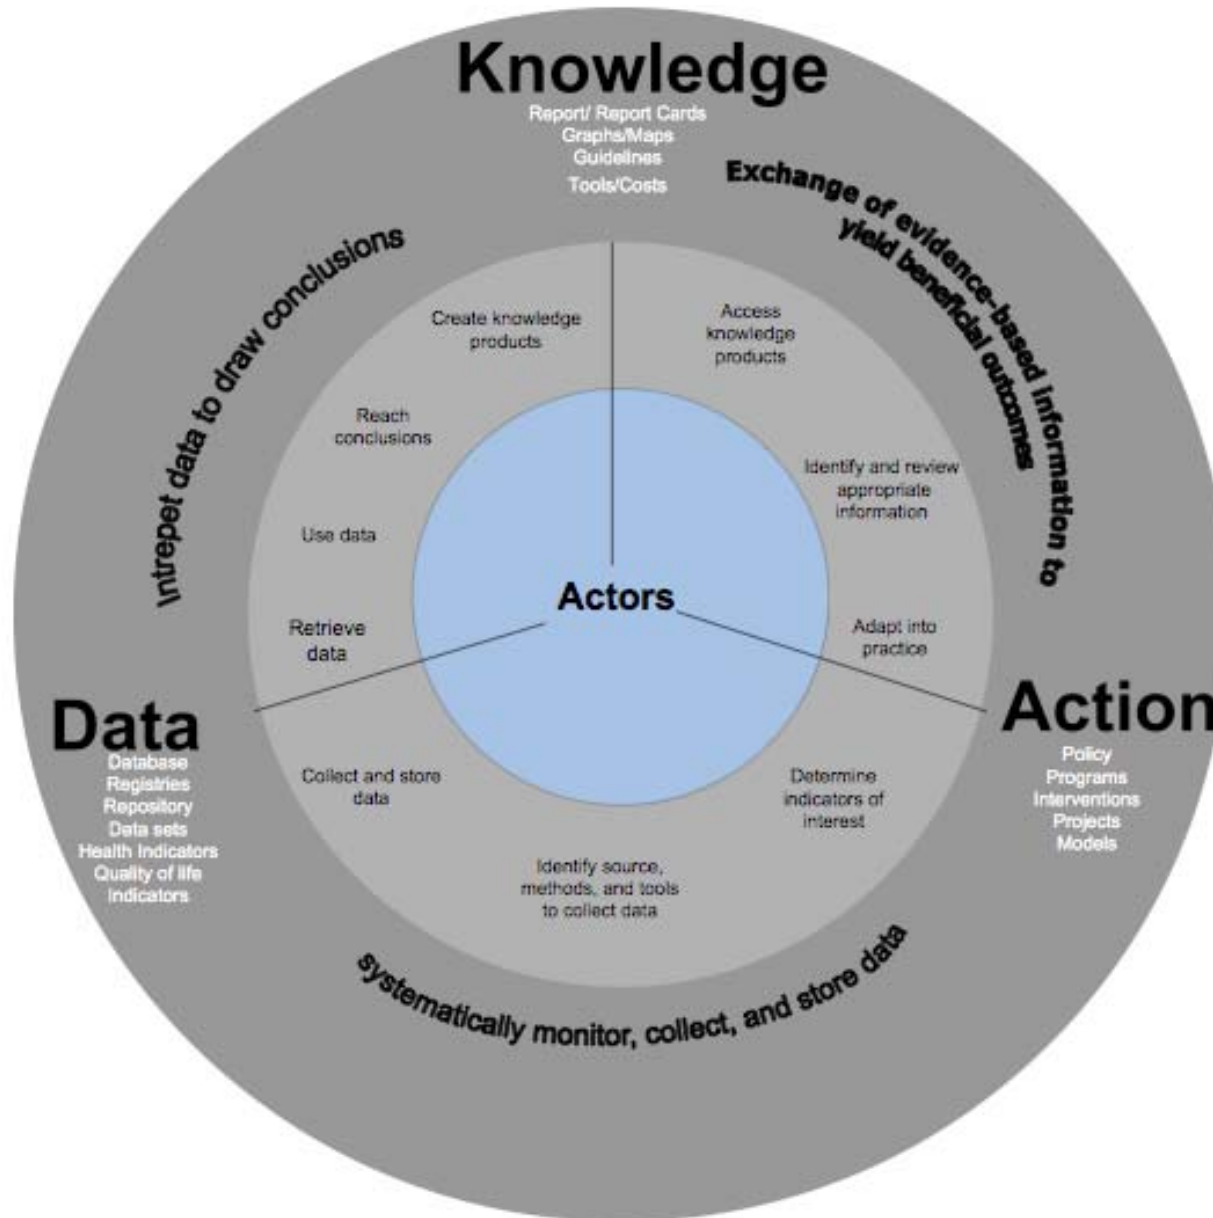 Knowledge
Report/ Report Cards
Graphs/Maps
Guidelines
Tools/Costs
Exchange of evidence-based information to
yield beneficial outcomes
Intrepet data to draw conclusions
Create knowledge
products
Access
knowledge
products
Reach
conclusions
Identify and review
appropriate
information
Use data
Actors
Retrieve
data
Adapt into
practice
Data
Database
Registries
Repository
Data sets
Health Indicators
Quality of life
Indicators
Action
Policy
Programs
Interventions
Projects
Models
Collect and store
data
Determine
indicators of
interest
Identify source,
methods, and tools
to collect data
systematically monitor, collect, and store data